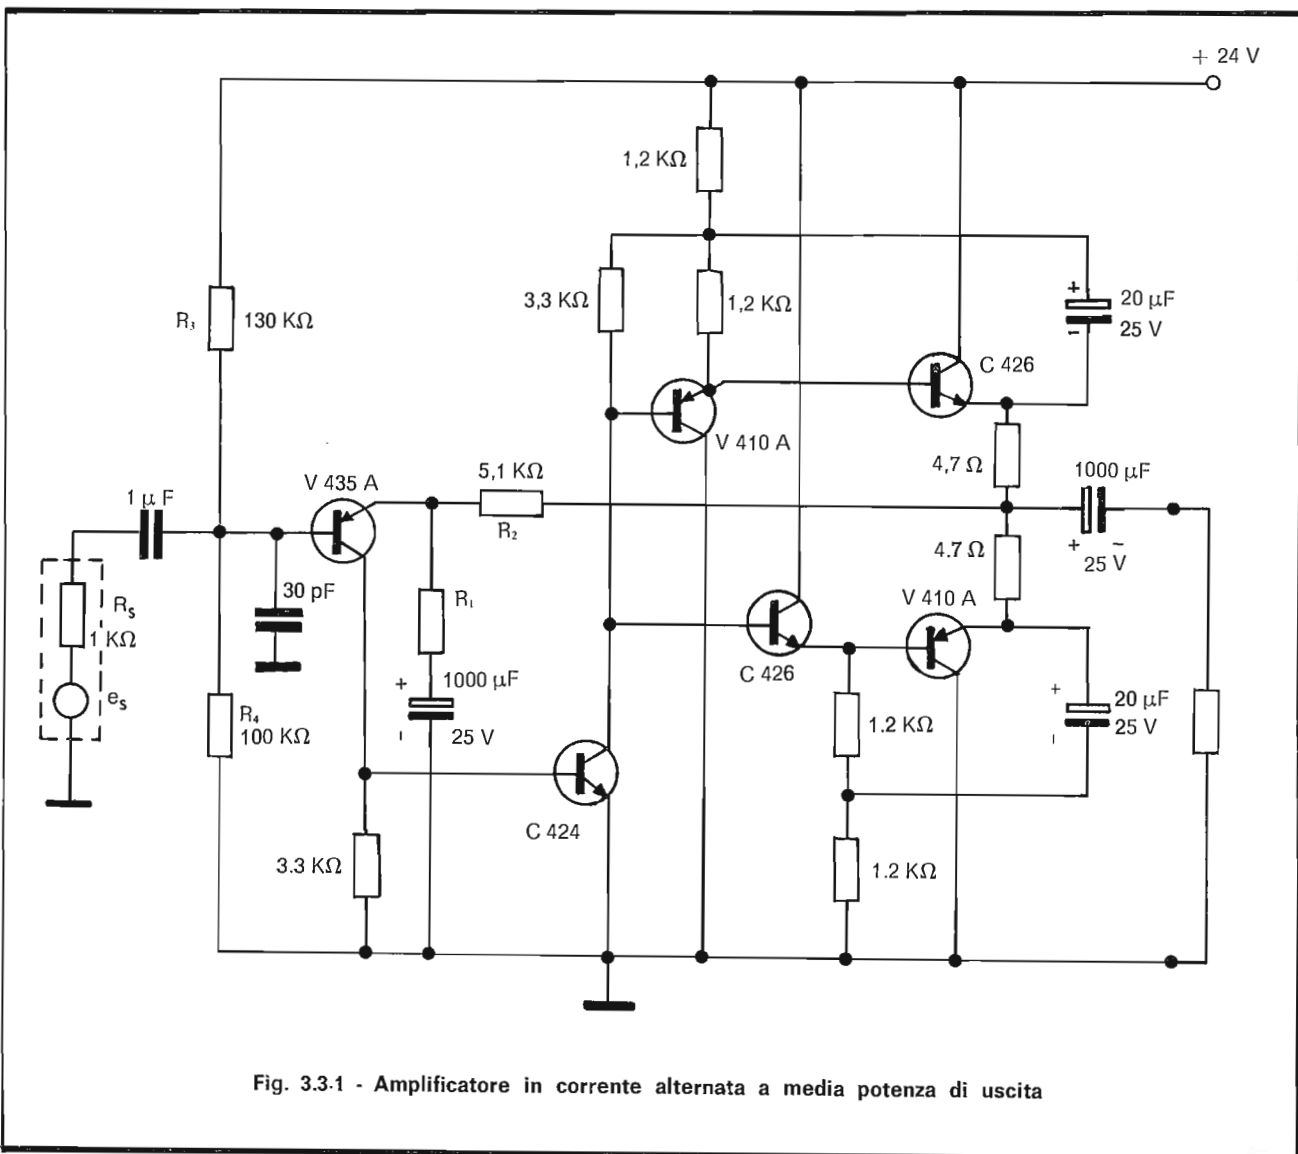 + 24 V
1,2 KΩ
3,3 KΩ
1,2 KΩ
+
20 µF
25 V
-
R₃
130 KΩ
C 426
V 410 A
4,7 Ω
1000 µF
V 435 A
5,1 KΩ
R₂
1 µ F
+
-
25 V
4.7 Ω
30 pF
R₁
V 410 A
Rs
1 KΩ
C 426
es
+
1000 µF
-
25 V
R₄
100 KΩ
1.2 KΩ
+
20 µF
25 V
-
C 424
3.3 KΩ
1.2 KΩ
Fig. 3.3-1 - Amplificatore in corrente alternata a media potenza di uscita